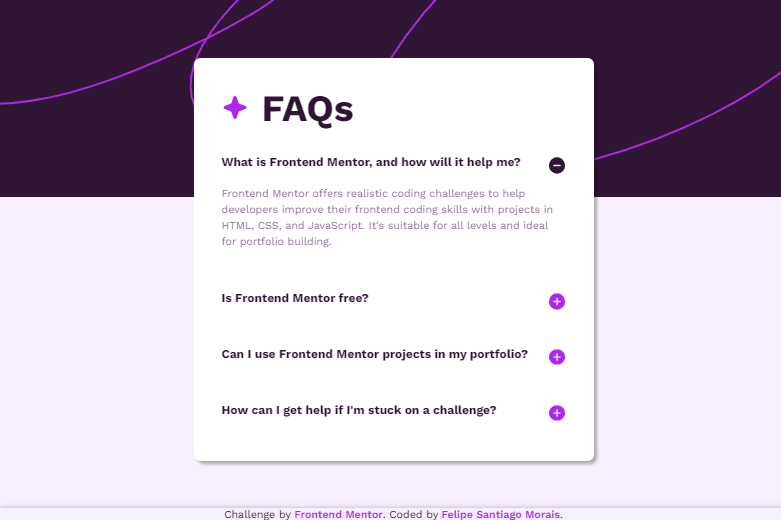 FAQs
What is Frontend Mentor, and how will it help me?
Frontend Mentor offers realistic coding challenges to help
developers improve their frontend coding skills with projects in
HTML, CSS, and JavaScript. It's suitable for all levels and ideal
for portfolio building.
Is Frontend Mentor free?
Can I use Frontend Mentor projects in my portfolio?
How can I get help if I'm stuck on a challenge?
Challenge by Frontend Mentor. Coded by Felipe Santiago Morais.